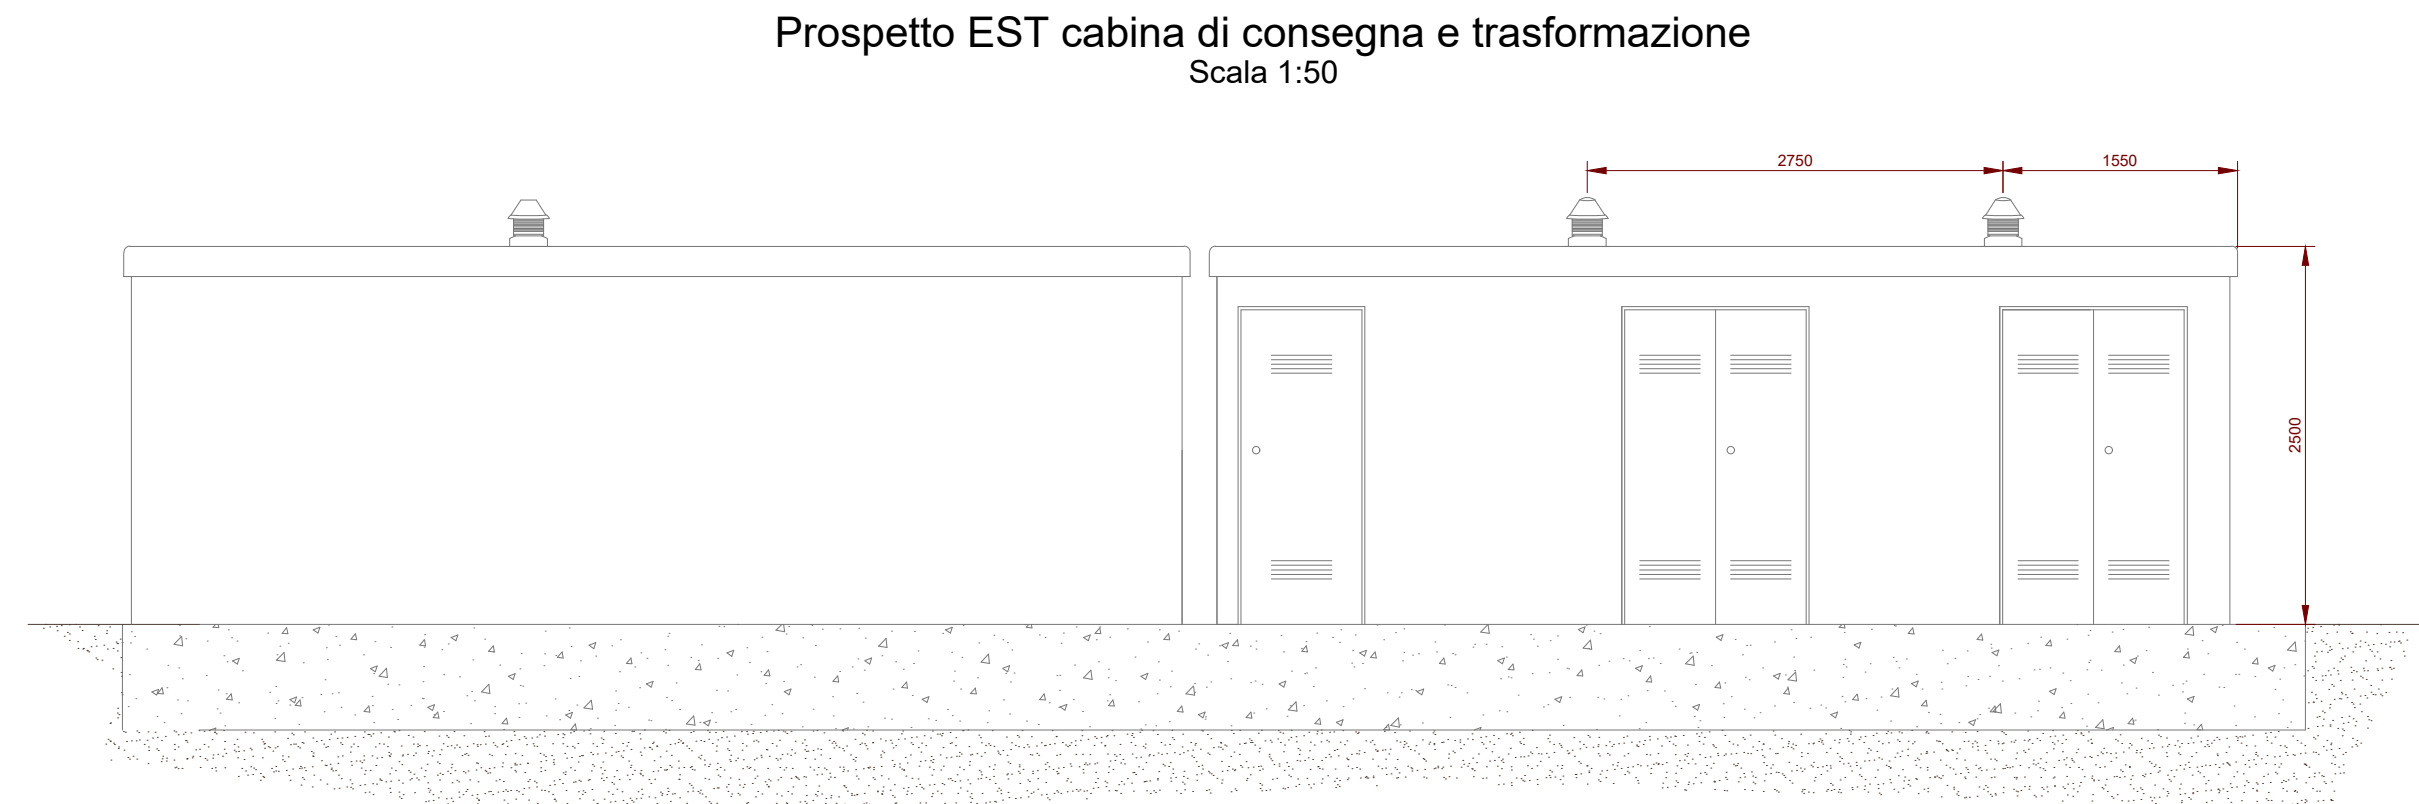 Prospetto EST cabina di consegna e trasformazione
Scala 1:50
2750
1550
2500